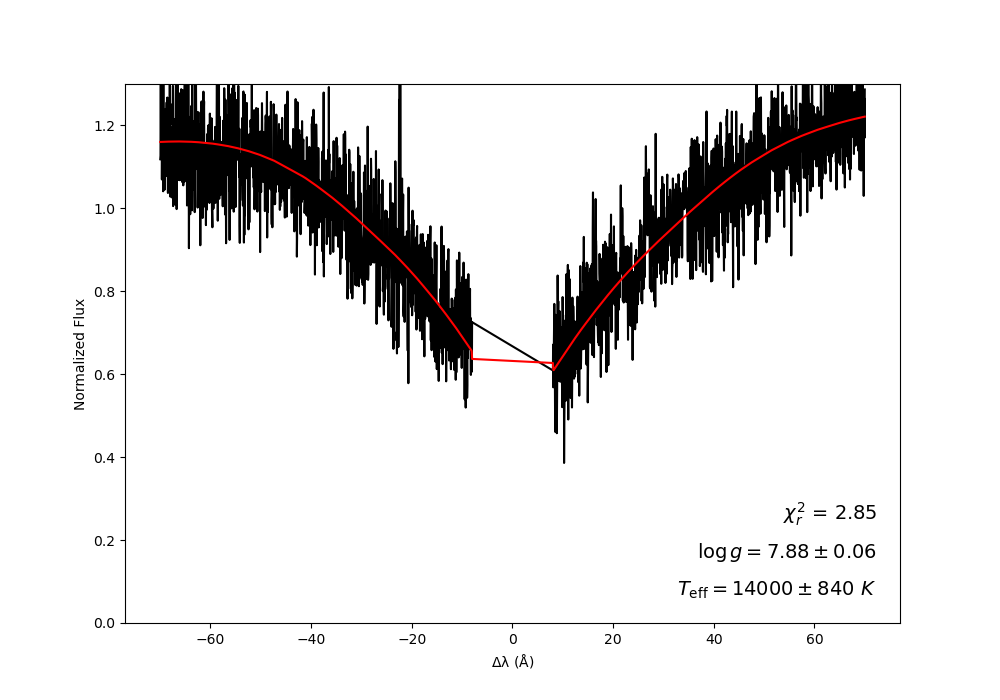 1.2
1.0
0.8
0.6
0.4
0.2
0.0
Normalized Flux
χ²ᵣ = 2.85
log g = 7.88 ± 0.06
T_eff = 14000 ± 840 K
−60 −40 −20 0 20 40 60
Δλ (Å)